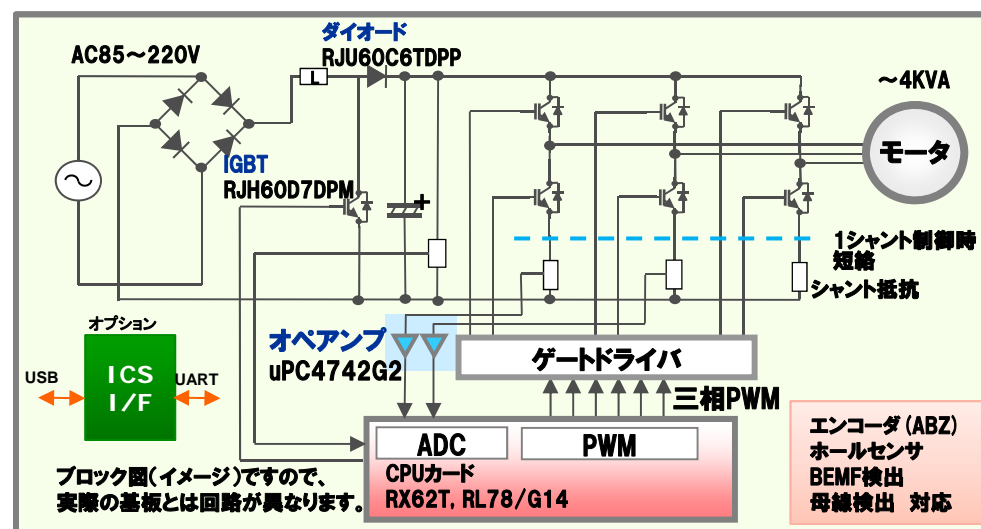 ダイオード
RJU60C6TDPP
AC85～220V
L
～4KVA
モータ
IGBT
RJH60D7DPM
+
1シャント制御時
短絡
シャント抵抗
オプション
ICS
I/F
USB
UART
オペアンプ
uPC4742G2
ゲートドライバ
三相PWM
ADC
PWM
CPUカード
RX62T, RL78/G14
エンコーダ(ABZ)
ホールセンサ
BEMF検出
母線検出 対応
ブロック図(イメージ)ですので、
実際の基板とは回路が異なります。